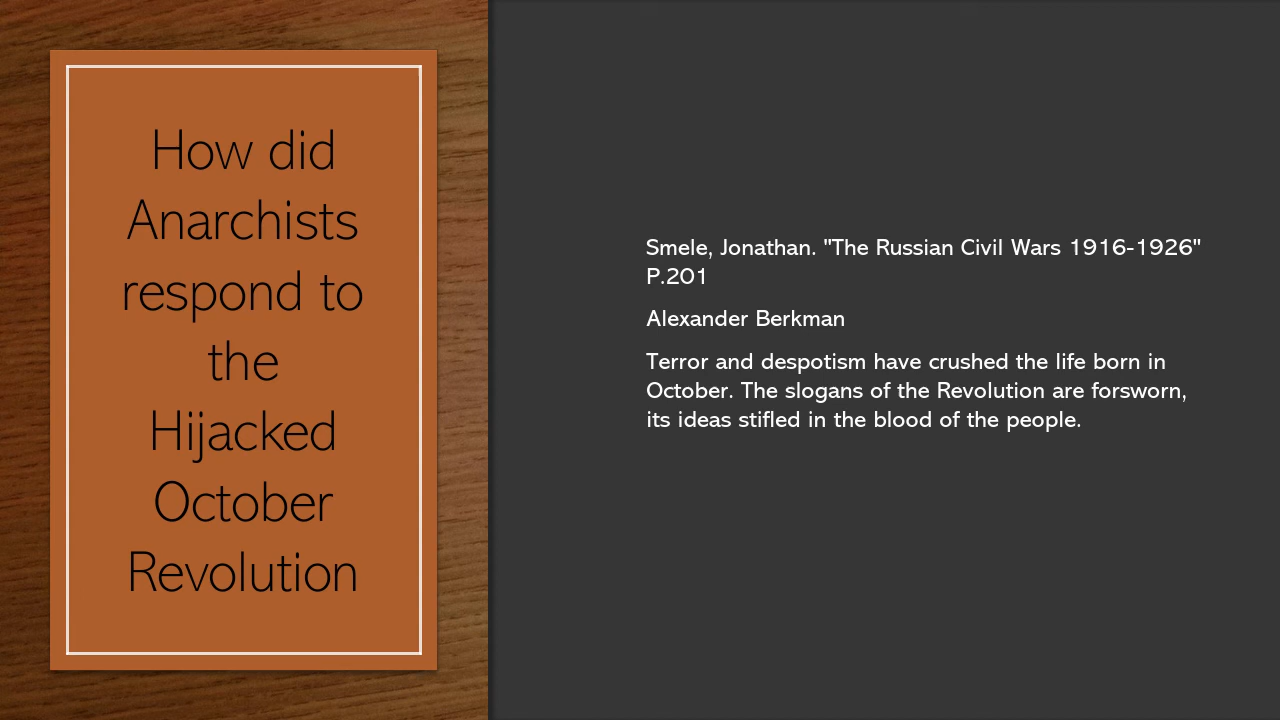 How did
Anarchists
respond to
the
Hijacked
October
Revolution
Smele, Jonathan. "The Russian Civil Wars 1916-1926"
P.201
Alexander Berkman
Terror and despotism have crushed the life born in
October. The slogans of the Revolution are forsworn,
its ideas stifled in the blood of the people.